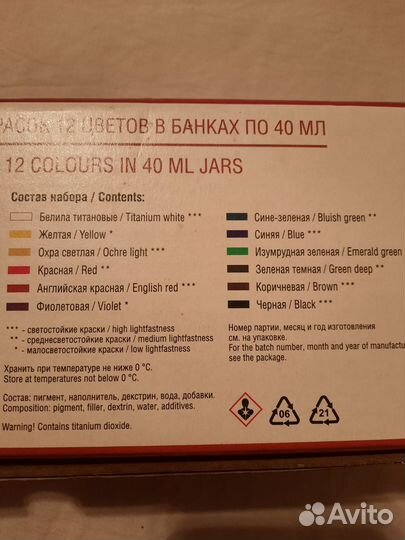 РАСОК 12 ЦВЕТОВ В БАНКАХ ПО 40 МЛ
12 COLOURS IN 40 ML JARS
Состав набора / Contents:
Белила титановые / Titanium white ***
Желтая / Yellow *
Охра светлая / Ochre light ***
Красная / Red **
Английская красная / English red ***
Фиолетовая / Violet *
Сине-зеленая / Bluish green **
Синяя / Blue ***
Изумрудная зеленая / Emerald green
Зеленая темная / Green deep **
Коричневая / Brown ***
Черная / Black ***
*** - светостойкие краски / high lightfastness
** - среднесветостойкие краски / medium lightfastness
* - малосветостойкие краски / low lightfastness
Номер партии, месяц и год изготовления
см. на упаковке.
For the batch number, month and year of manufactu
see the package.
Хранить при температуре не ниже 0 °С.
Store at temperatures not below 0 °C.
Состав: пигмент, наполнитель, декстрин, вода, добавки.
Composition: pigment, filler, dextrin, water, additives.
Warning! Contains titanium dioxide.
06
21
Avito